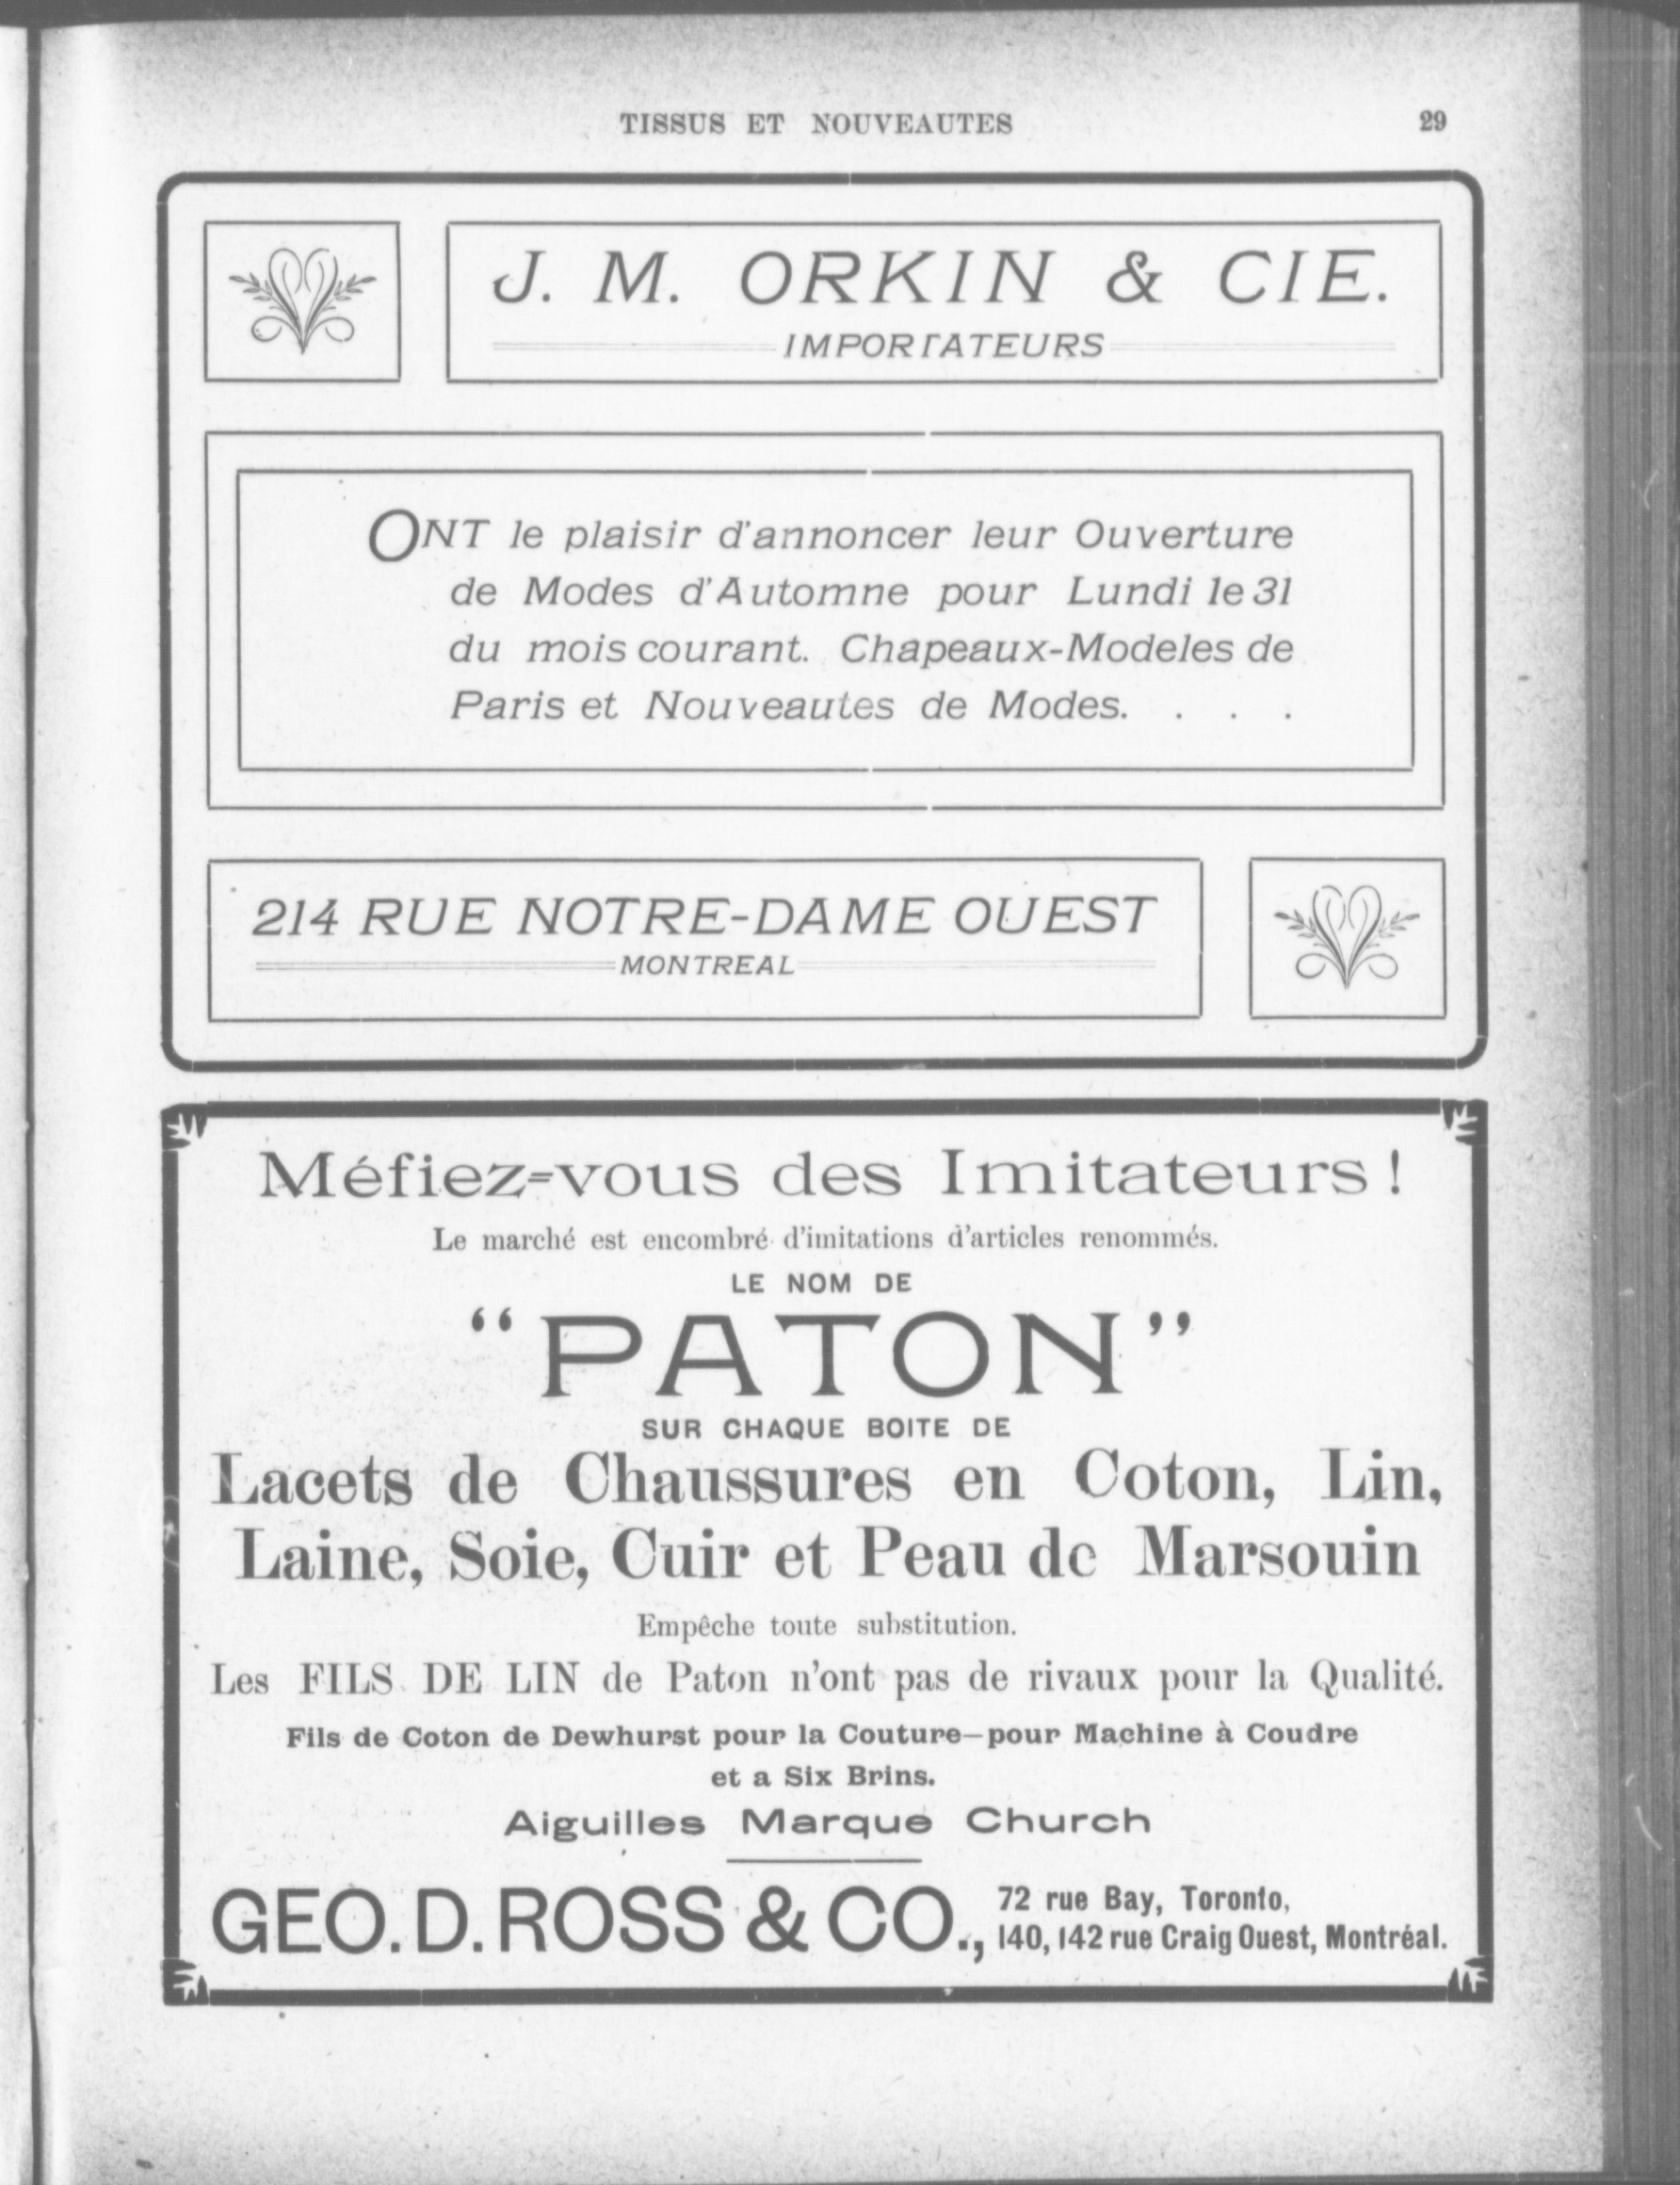 TISSUS ET NOUVEAUTES 29
J. M. ORKIN & CIE.
IMPORTATEURS
ONT le plaisir d'annoncer leur Ouverture
de Modes d'Automne pour Lundi le 31
du mois courant. Chapeaux-Modeles de
Paris et Nouveautes de Modes. . . .
214 RUE NOTRE-DAME OUEST
MONTREAL
Méfiez-vous des Imitateurs !
Le marché est encombré d'imitations d'articles renommés.
LE NOM DE
“PATON”
SUR CHAQUE BOITE DE
Lacets de Chaussures en Coton, Lin,
Laine, Soie, Cuir et Peau de Marsouin
Empêche toute substitution.
Les FILS DE LIN de Paton n'ont pas de rivaux pour la Qualité.
Fils de Coton de Dewhurst pour la Couture—pour Machine à Coudre
et a Six Brins.
Aiguilles Marque Church
GEO. D. ROSS & CO., 72 rue Bay, Toronto,
140, 142 rue Craig Ouest, Montréal.